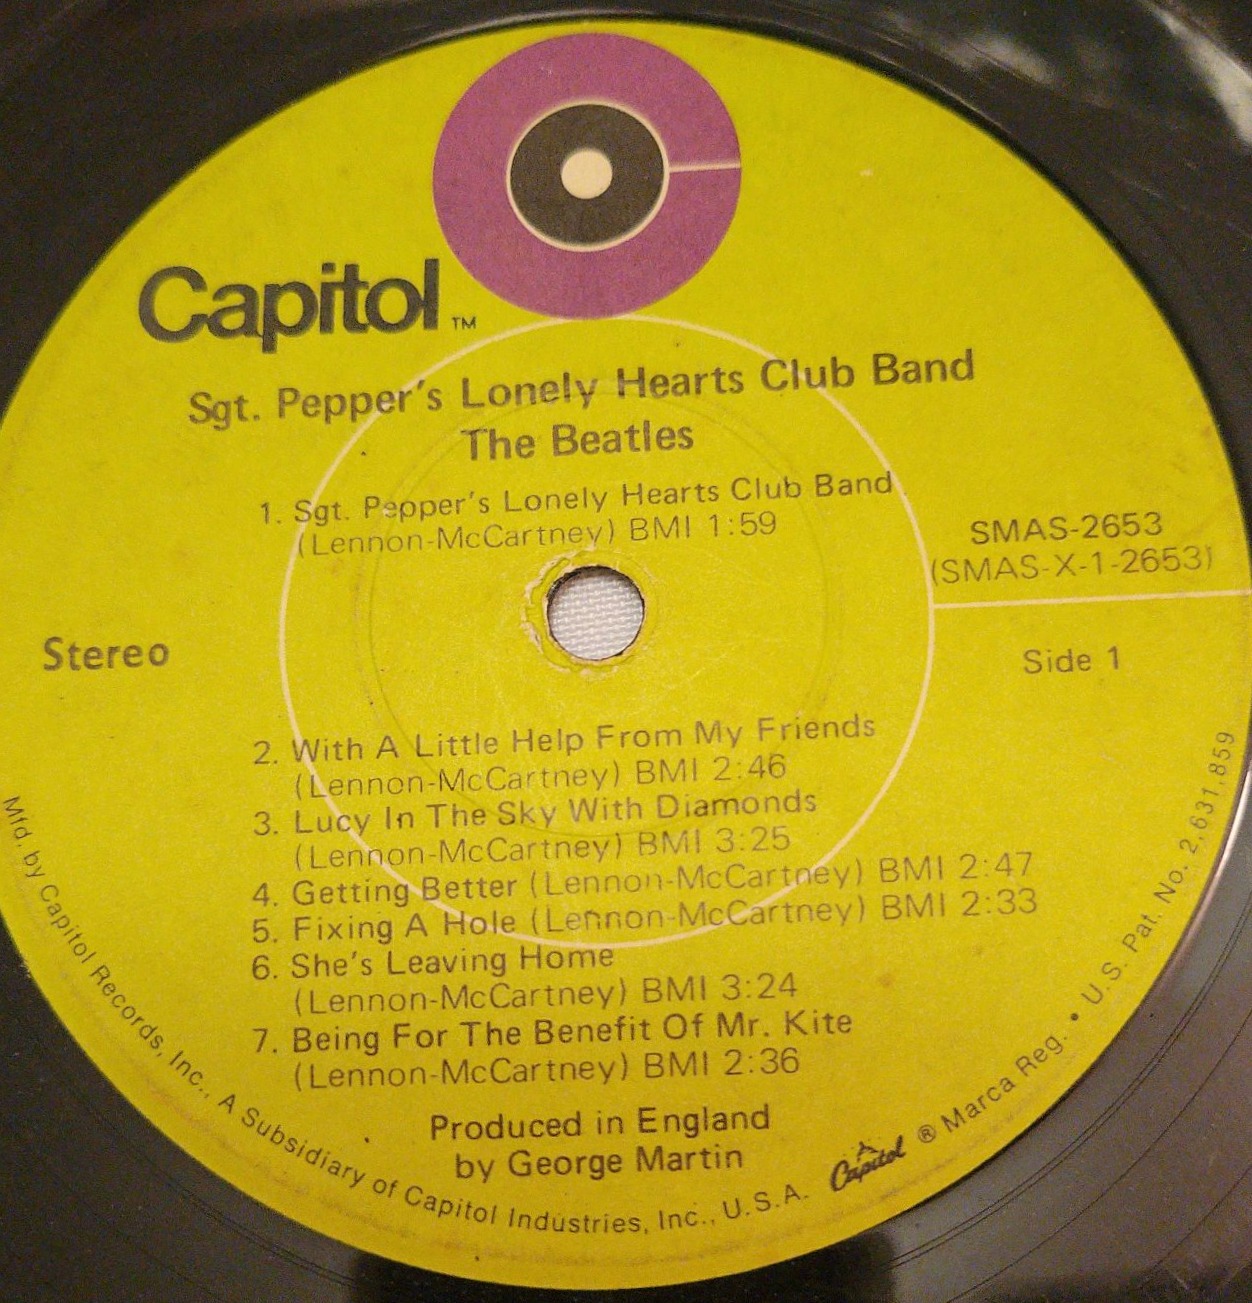 Capitol™
Sgt. Pepper's Lonely Hearts Club Band
The Beatles
1. Sgt. Pepper's Lonely Hearts Club Band
(Lennon-McCartney) BMI 1:59
SMAS-2653
(SMAS-X-1-2653)
Stereo
Side 1
2. With A Little Help From My Friends
(Lennon-McCartney) BMI 2:46
3. Lucy In The Sky With Diamonds
(Lennon-McCartney) BMI 3:25
4. Getting Better (Lennon-McCartney) BMI 2:47
5. Fixing A Hole (Lennon-McCartney) BMI 2:33
6. She's Leaving Home
(Lennon-McCartney) BMI 3:24
7. Being For The Benefit Of Mr. Kite
(Lennon-McCartney) BMI 2:36
Produced in England
by George Martin
Mfd. by Capitol Records, Inc., A Subsidiary of Capitol Industries, Inc., U.S.A. Capitol ® Marca Reg. • U.S. Pat. No. 2,631,859